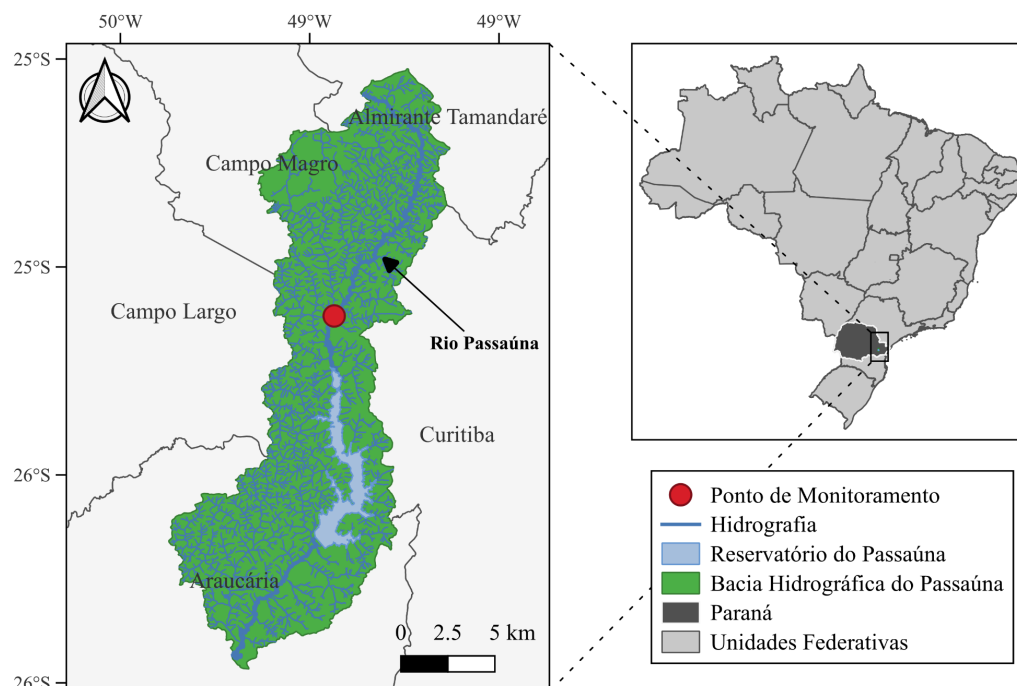 50°W
49°W
49°W
25°S
Almirante Tamandaré
Campo Magro
25°S
Campo Largo
Rio Passaúna
Curitiba
26°S
Araucária
0 2.5 5 km
26°S
Ponto de Monitoramento
Hidrografia
Reservatório do Passaúna
Bacia Hidrográfica do Passaúna
Paraná
Unidades Federativas